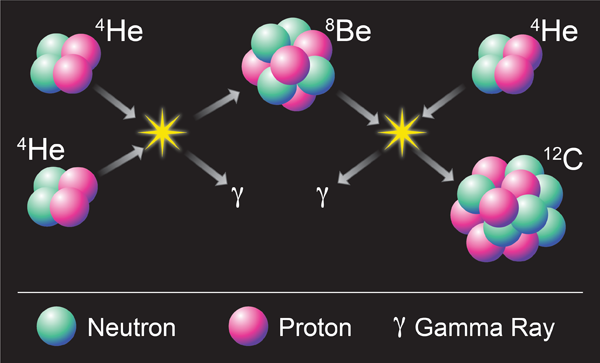 ⁴He
⁸Be
⁴He
⁴He
γ
γ
¹²C
Neutron
Proton
γ Gamma Ray